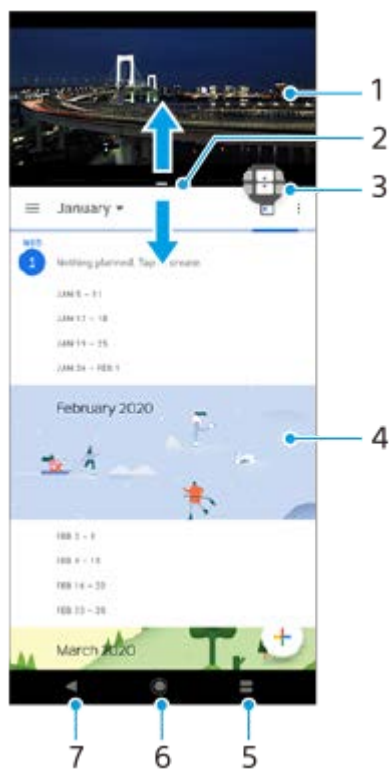 1
2
3
January
WED
1
Nothing planned. Tap to create.
JAN 5 – 11
JAN 12 – 18
JAN 19 – 25
JAN 26 – FEB 1
February 2020
4
FEB 2 – 8
FEB 9 – 15
FEB 16 – 22
FEB 23 – 29
March 2020
7
6
5